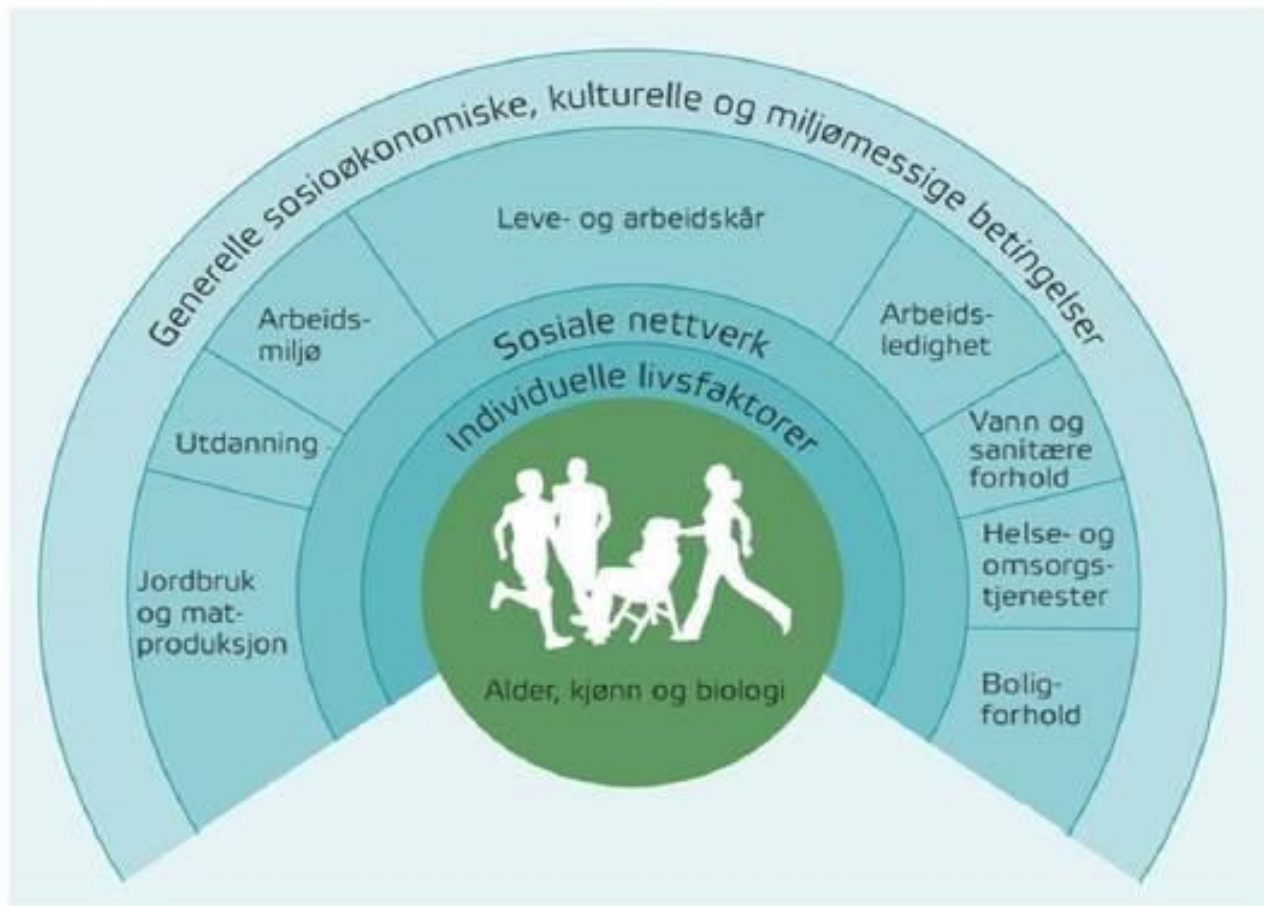 Generelle sosioøkonomiske, kulturelle og miljømessige betingelser
Leve- og arbeidskår
Arbeids-
miljø
Utdanning
Jordbruk
og mat-
produksjon
Arbeids-
ledighet
Vann og
sanitære
forhold
Helse- og
omsorgs-
tjenester
Bolig-
forhold
Sosiale nettverk
Individuelle livsfaktorer
Alder, kjønn og biologi